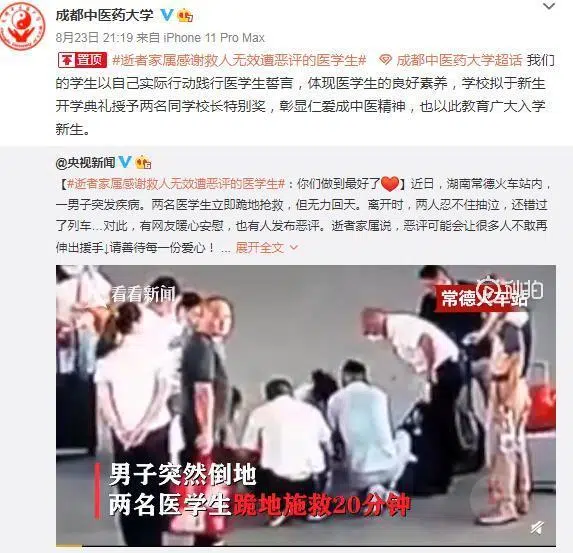 成都中医药大学
8月23日 21:19 来自 iPhone 11 Pro Max
置顶 #逝者家属感谢救人无效遭恶评的医学生# 成都中医药大学超话 我们
的学生以自己实际行动践行医学生誓言，体现医学生的良好素养，学校拟于新生
开学典礼授予两名同学校长特别奖，彰显仁爱成中医精神，也以此教育广大入学
新生。
@央视新闻
【#逝者家属感谢救人无效遭恶评的医学生#：你们做到最好了❤】近日，湖南常德火车站内，
一男子突发疾病。两名医学生立即跪地抢救，但无力回天。离开时，两人忍不住抽泣，还错过
了列车...对此，有网友暖心安慰，也有人发布恶评。逝者家属说，恶评可能会让很多人不敢再
伸出援手↓请善待每一份爱心！ ... 展开全文
看看新闻
常德火车站
男子突然倒地
两名医学生跪地施救20分钟